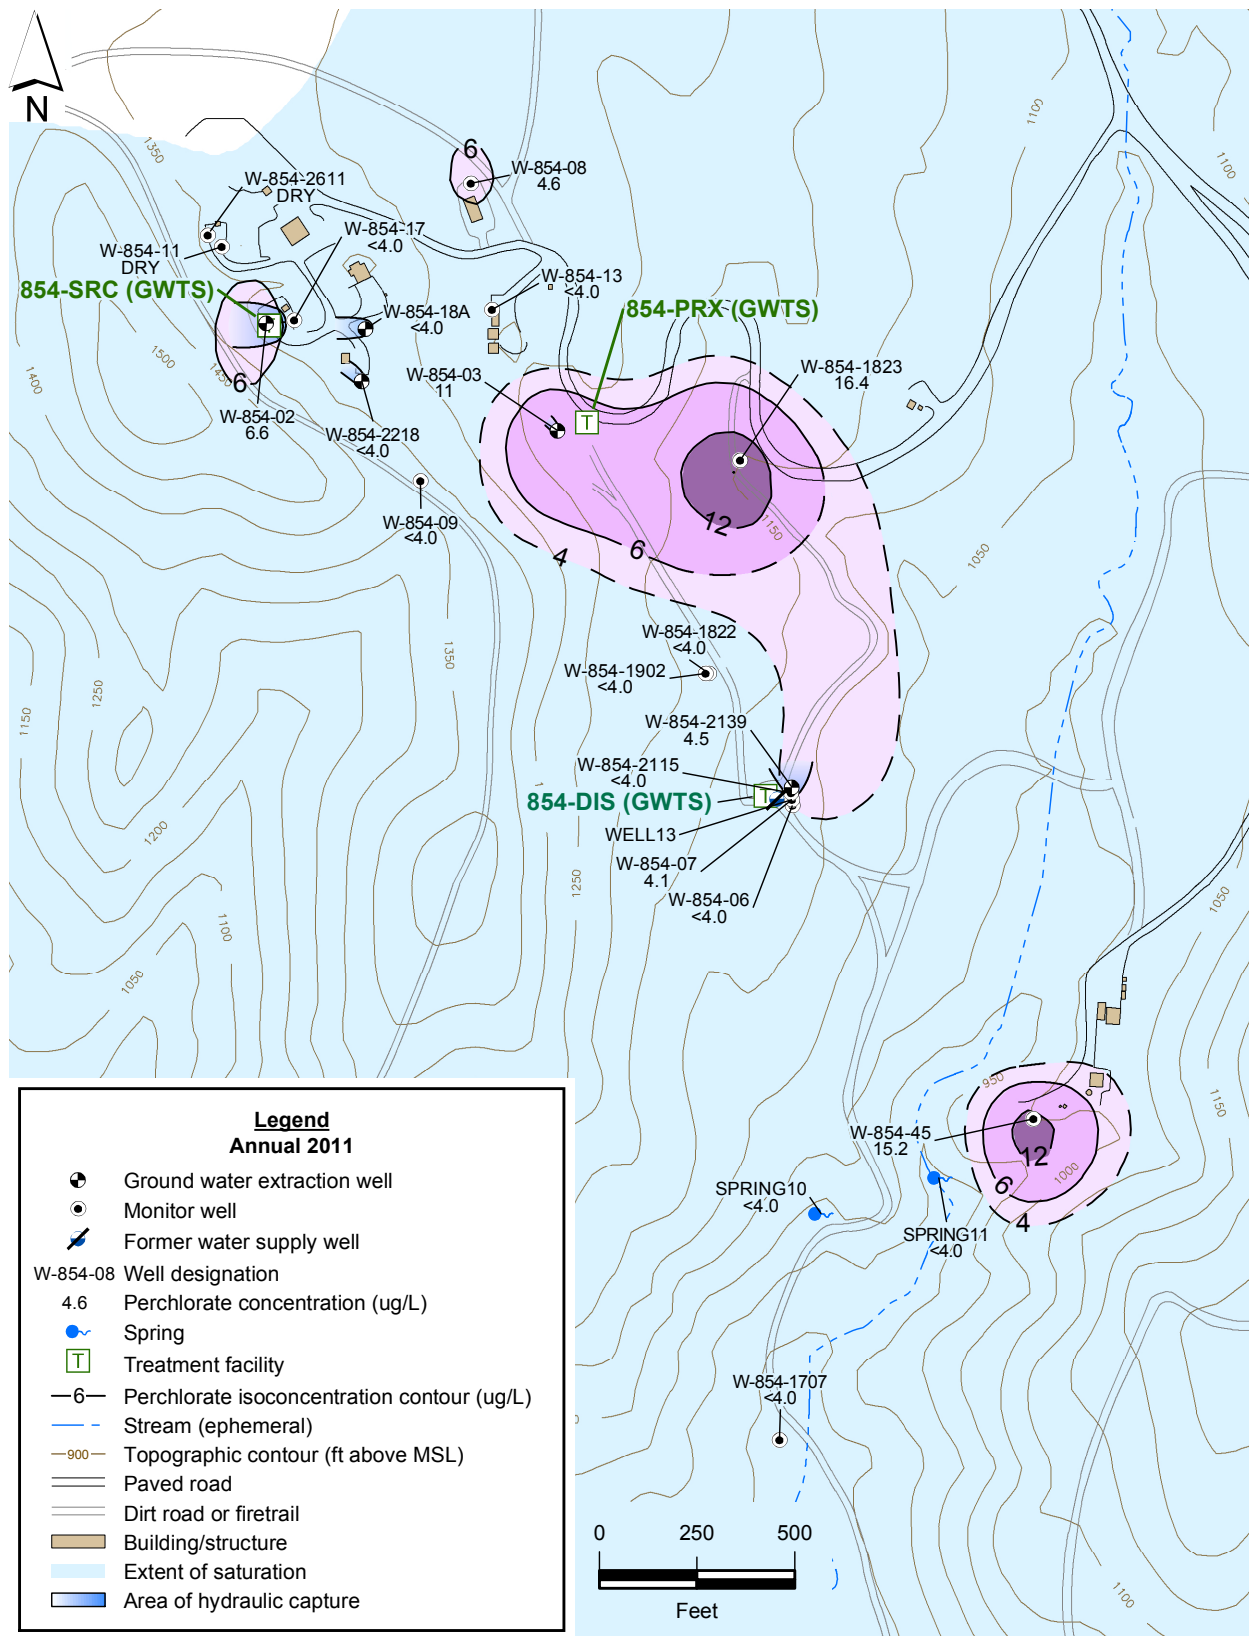 N
1350
1100
1100
6
W-854-08
4.6
W-854-2611
DRY
W-854-17
<4.0
W-854-11
DRY
854-SRC (GWTS)
W-854-13
<4.0
854-PRX (GWTS)
W-854-18A
<4.0
1500
1450
1400
6
W-854-03
11
W-854-1823
16.4
W-854-02
6.6
W-854-2218
<4.0
W-854-09
<4.0
12
1150
6
4
1050
W-854-1822
<4.0
1350
W-854-1902
<4.0
1250
1150
W-854-2139
4.5
W-854-2115
<4.0
854-DIS (GWTS)
T
T
WELL13
1200
W-854-07
4.1
1250
W-854-06
<4.0
1050
1100
1050
950
1150
W-854-45
15.2
12
1000
6
4
SPRING10
<4.0
SPRING11
<4.0
W-854-1707
<4.0
1100
Legend
Annual 2011
Ground water extraction well
Monitor well
Former water supply well
W-854-08 Well designation
4.6 Perchlorate concentration (ug/L)
Spring
T Treatment facility
6 Perchlorate isoconcentration contour (ug/L)
Stream (ephemeral)
900 Topographic contour (ft above MSL)
Paved road
Dirt road or firetrail
Building/structure
Extent of saturation
Area of hydraulic capture
0 250 500
Feet